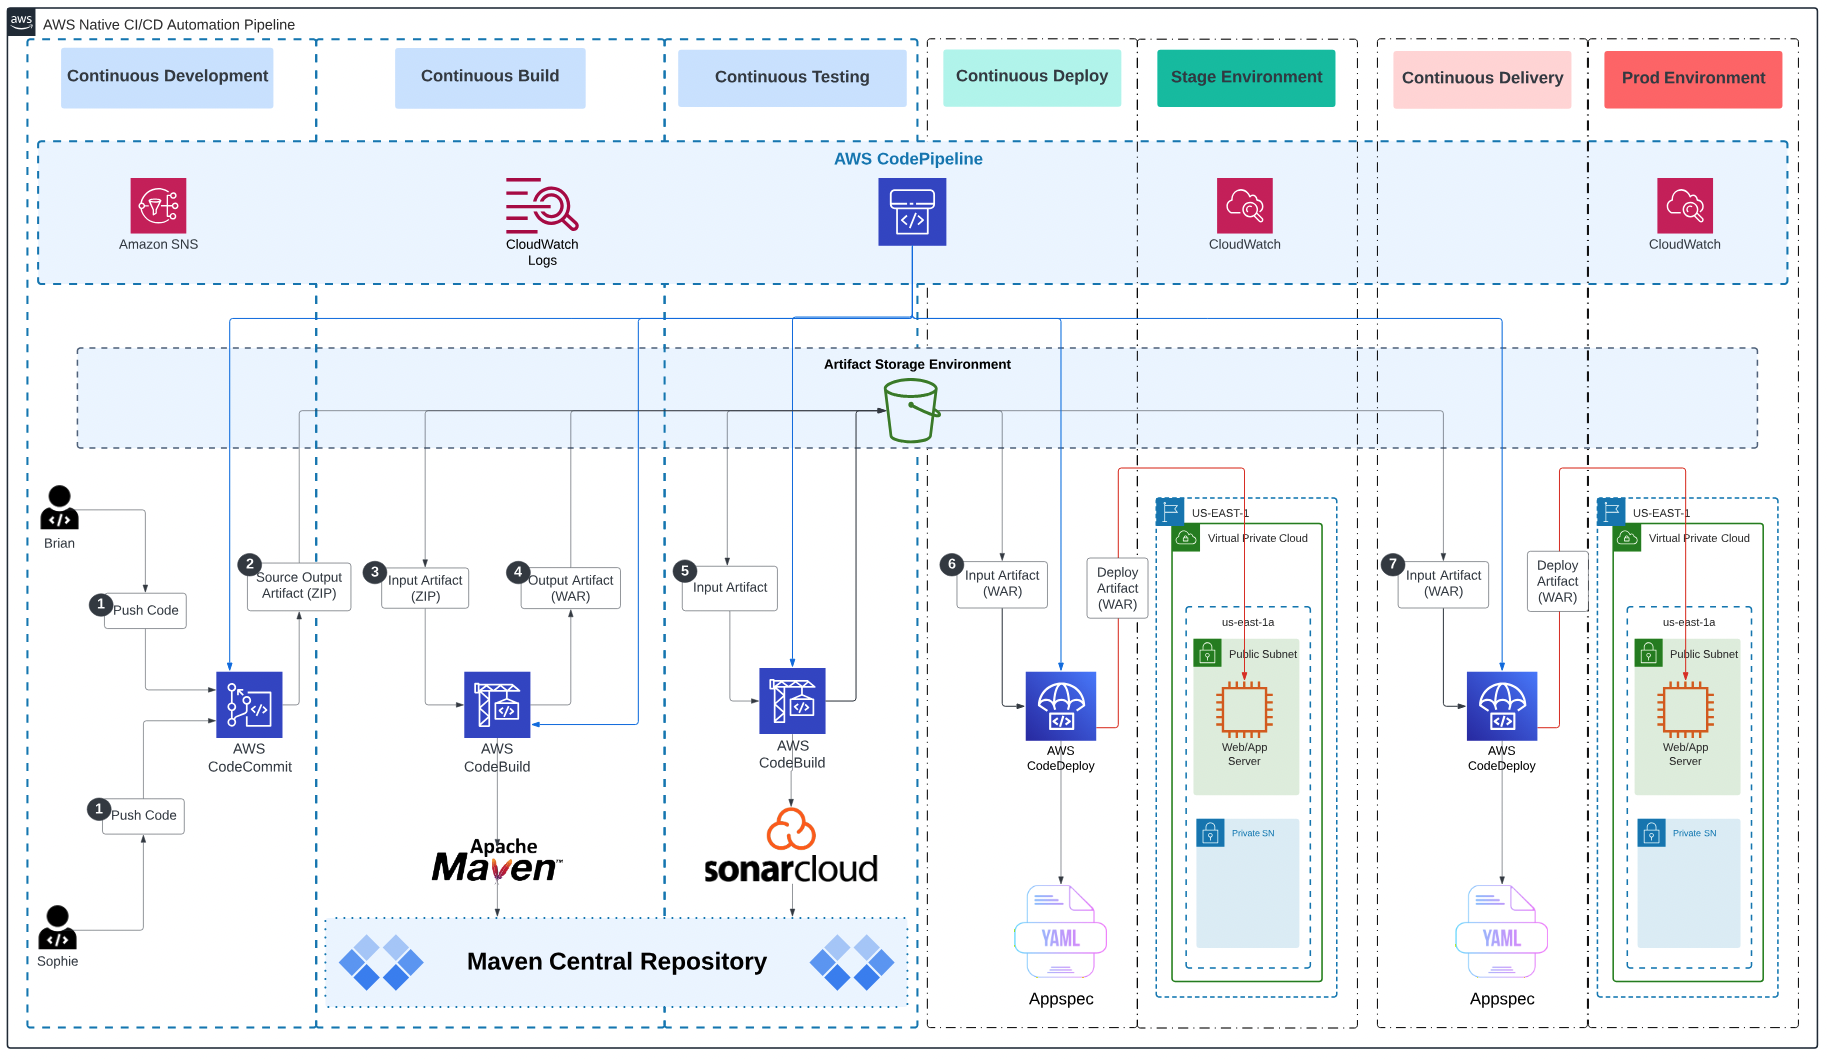 aws
AWS Native CI/CD Automation Pipeline
Continuous Development
Continuous Build
Continuous Testing
Continuous Deploy
Stage Environment
Continuous Delivery
Prod Environment
AWS CodePipeline
Amazon SNS
CloudWatch
Logs
CloudWatch
CloudWatch
Artifact Storage Environment
Brian
1
Push Code
2
Source Output
Artifact (ZIP)
3
Input Artifact
(ZIP)
4
Output Artifact
(WAR)
5
Input Artifact
6
Input Artifact
(WAR)
Deploy
Artifact
(WAR)
US-EAST-1
Virtual Private Cloud
us-east-1a
Public Subnet
Web/App
Server
Private SN
7
Input Artifact
(WAR)
Deploy
Artifact
(WAR)
US-EAST-1
Virtual Private Cloud
us-east-1a
Public Subnet
Web/App
Server
Private SN
AWS
CodeCommit
AWS
CodeBuild
AWS
CodeBuild
AWS
CodeDeploy
AWS
CodeDeploy
1
Push Code
Sophie
Apache
Maven™
sonarcloud
Maven Central Repository
YAML
Appspec
YAML
Appspec